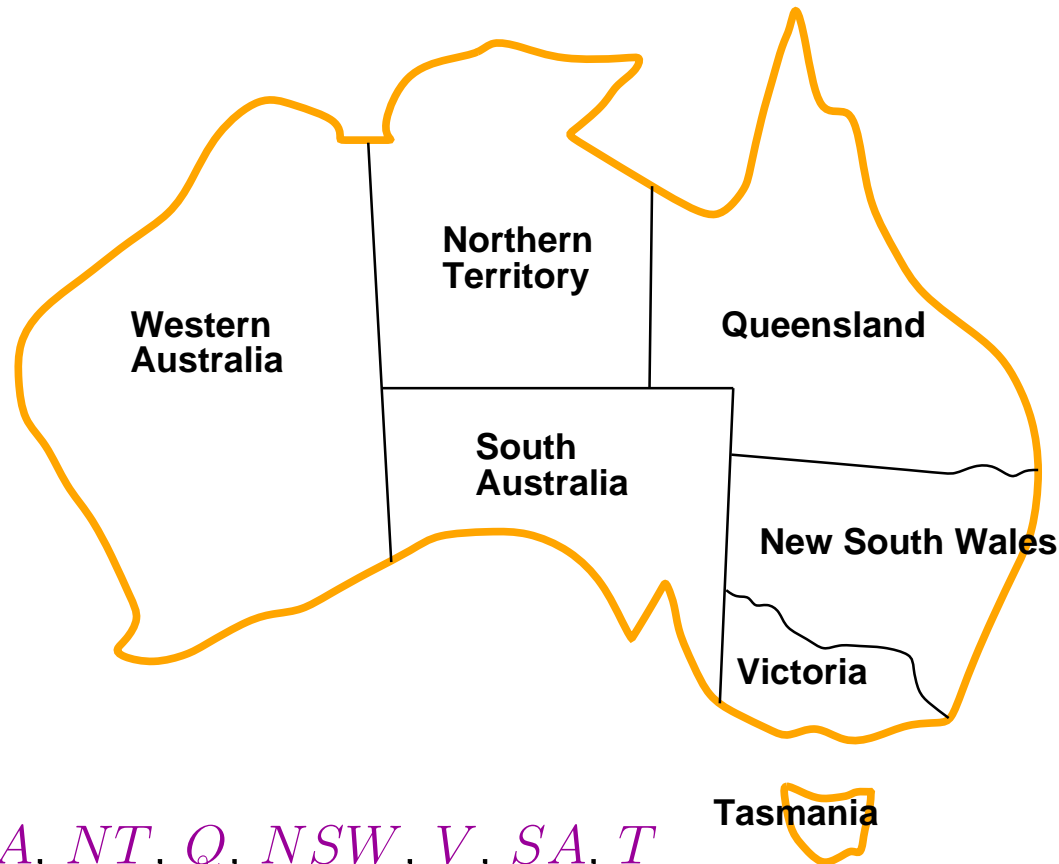 Northern
Territory
Western
Australia
Queensland
South
Australia
New South Wales
Victoria
Tasmania
A, NT, Q, NSW, V, SA, T